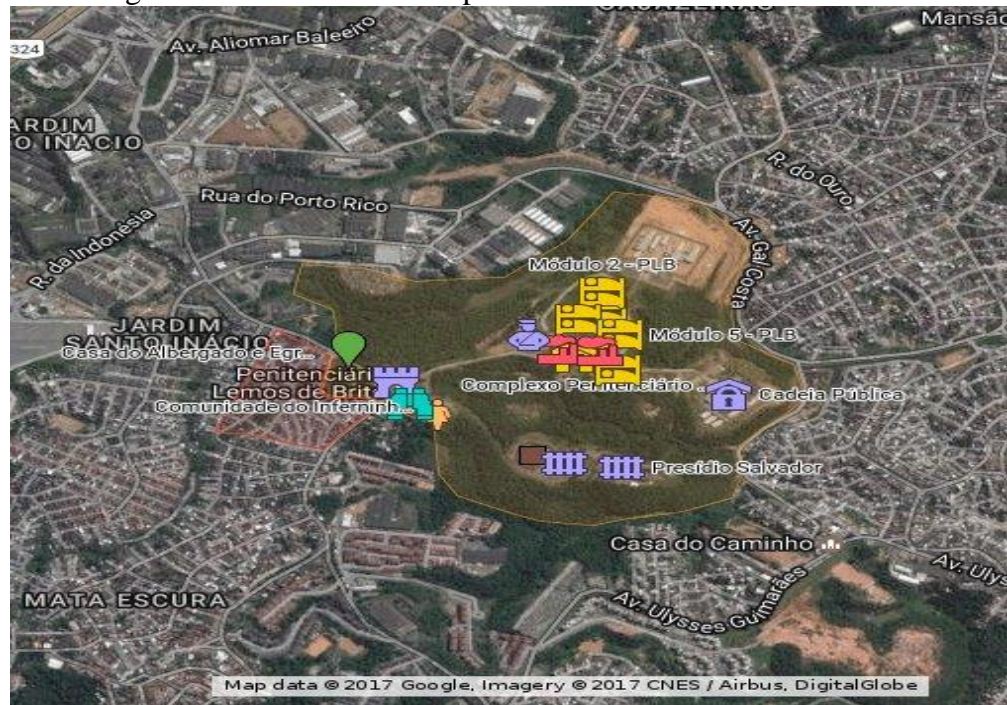 CAJAZEIRAS
Mansão
324
Av. Aliomar Baleeiro
JARDIM
O INACIO
R. do Ouro
Rua do Porto Rico
R. da Indonésia
Av. Gal Costa
Módulo 2 - PLB
JARDIM
SANTO INÁCIO
Módulo 5 - PLB
Casa do Albergado e Egr...
Penitenciári
Lemos de Brit
Complexo Penitenciário .
Cadeia Pública
Comunidade do Inferninh...
Presídio Salvador
Casa do Caminho
Av. Ulys
MATA ESCURA
Av. Ulysses Guimarães
Map data © 2017 Google, Imagery © 2017 CNES / Airbus, DigitalGlobe